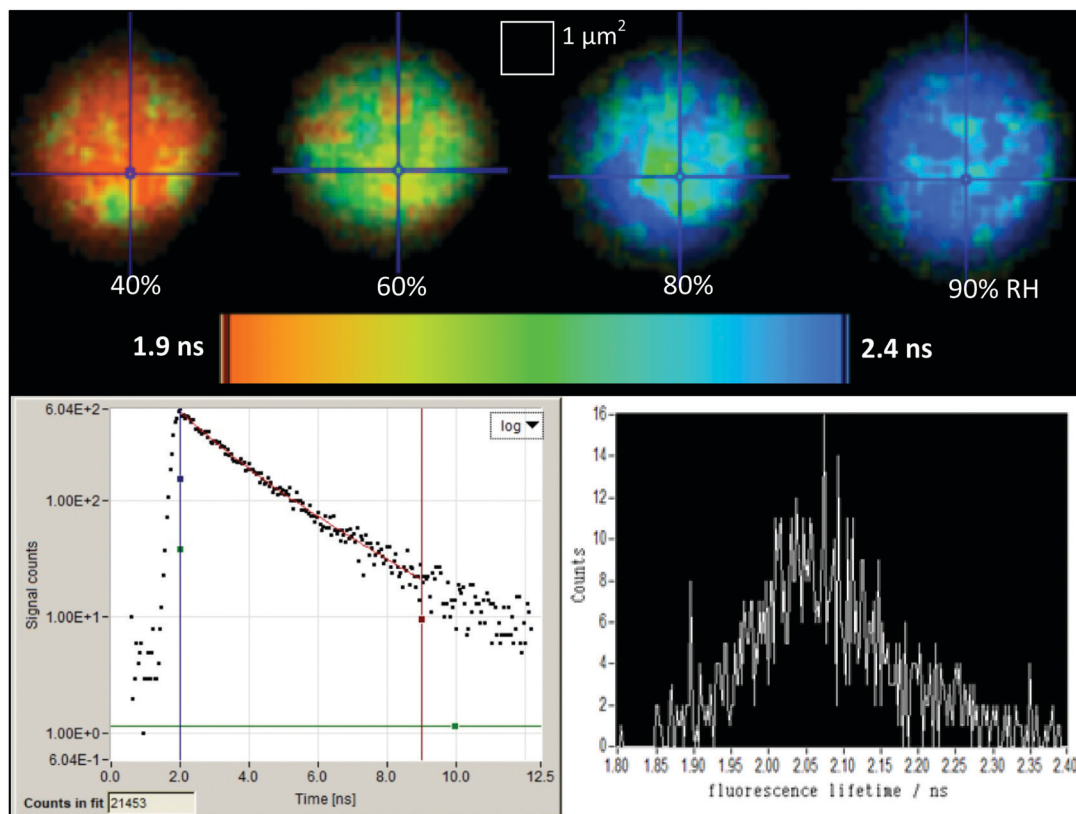 1 μm²
40%
60%
80%
90% RH
1.9 ns
2.4 ns
6.04E+2
1.00E+2
1.00E+1
1.00E+0
6.04E-1
Signal counts
log
0.0 2.0 4.0 6.0 8.0 10.0 12.5
Time [ns]
Counts in fit 21453
16
14
12
10
8
6
4
2
0
Counts
1.80 1.85 1.90 1.95 2.00 2.05 2.10 2.15 2.20 2.25 2.30 2.35 2.40
fluorescence lifetime / ns